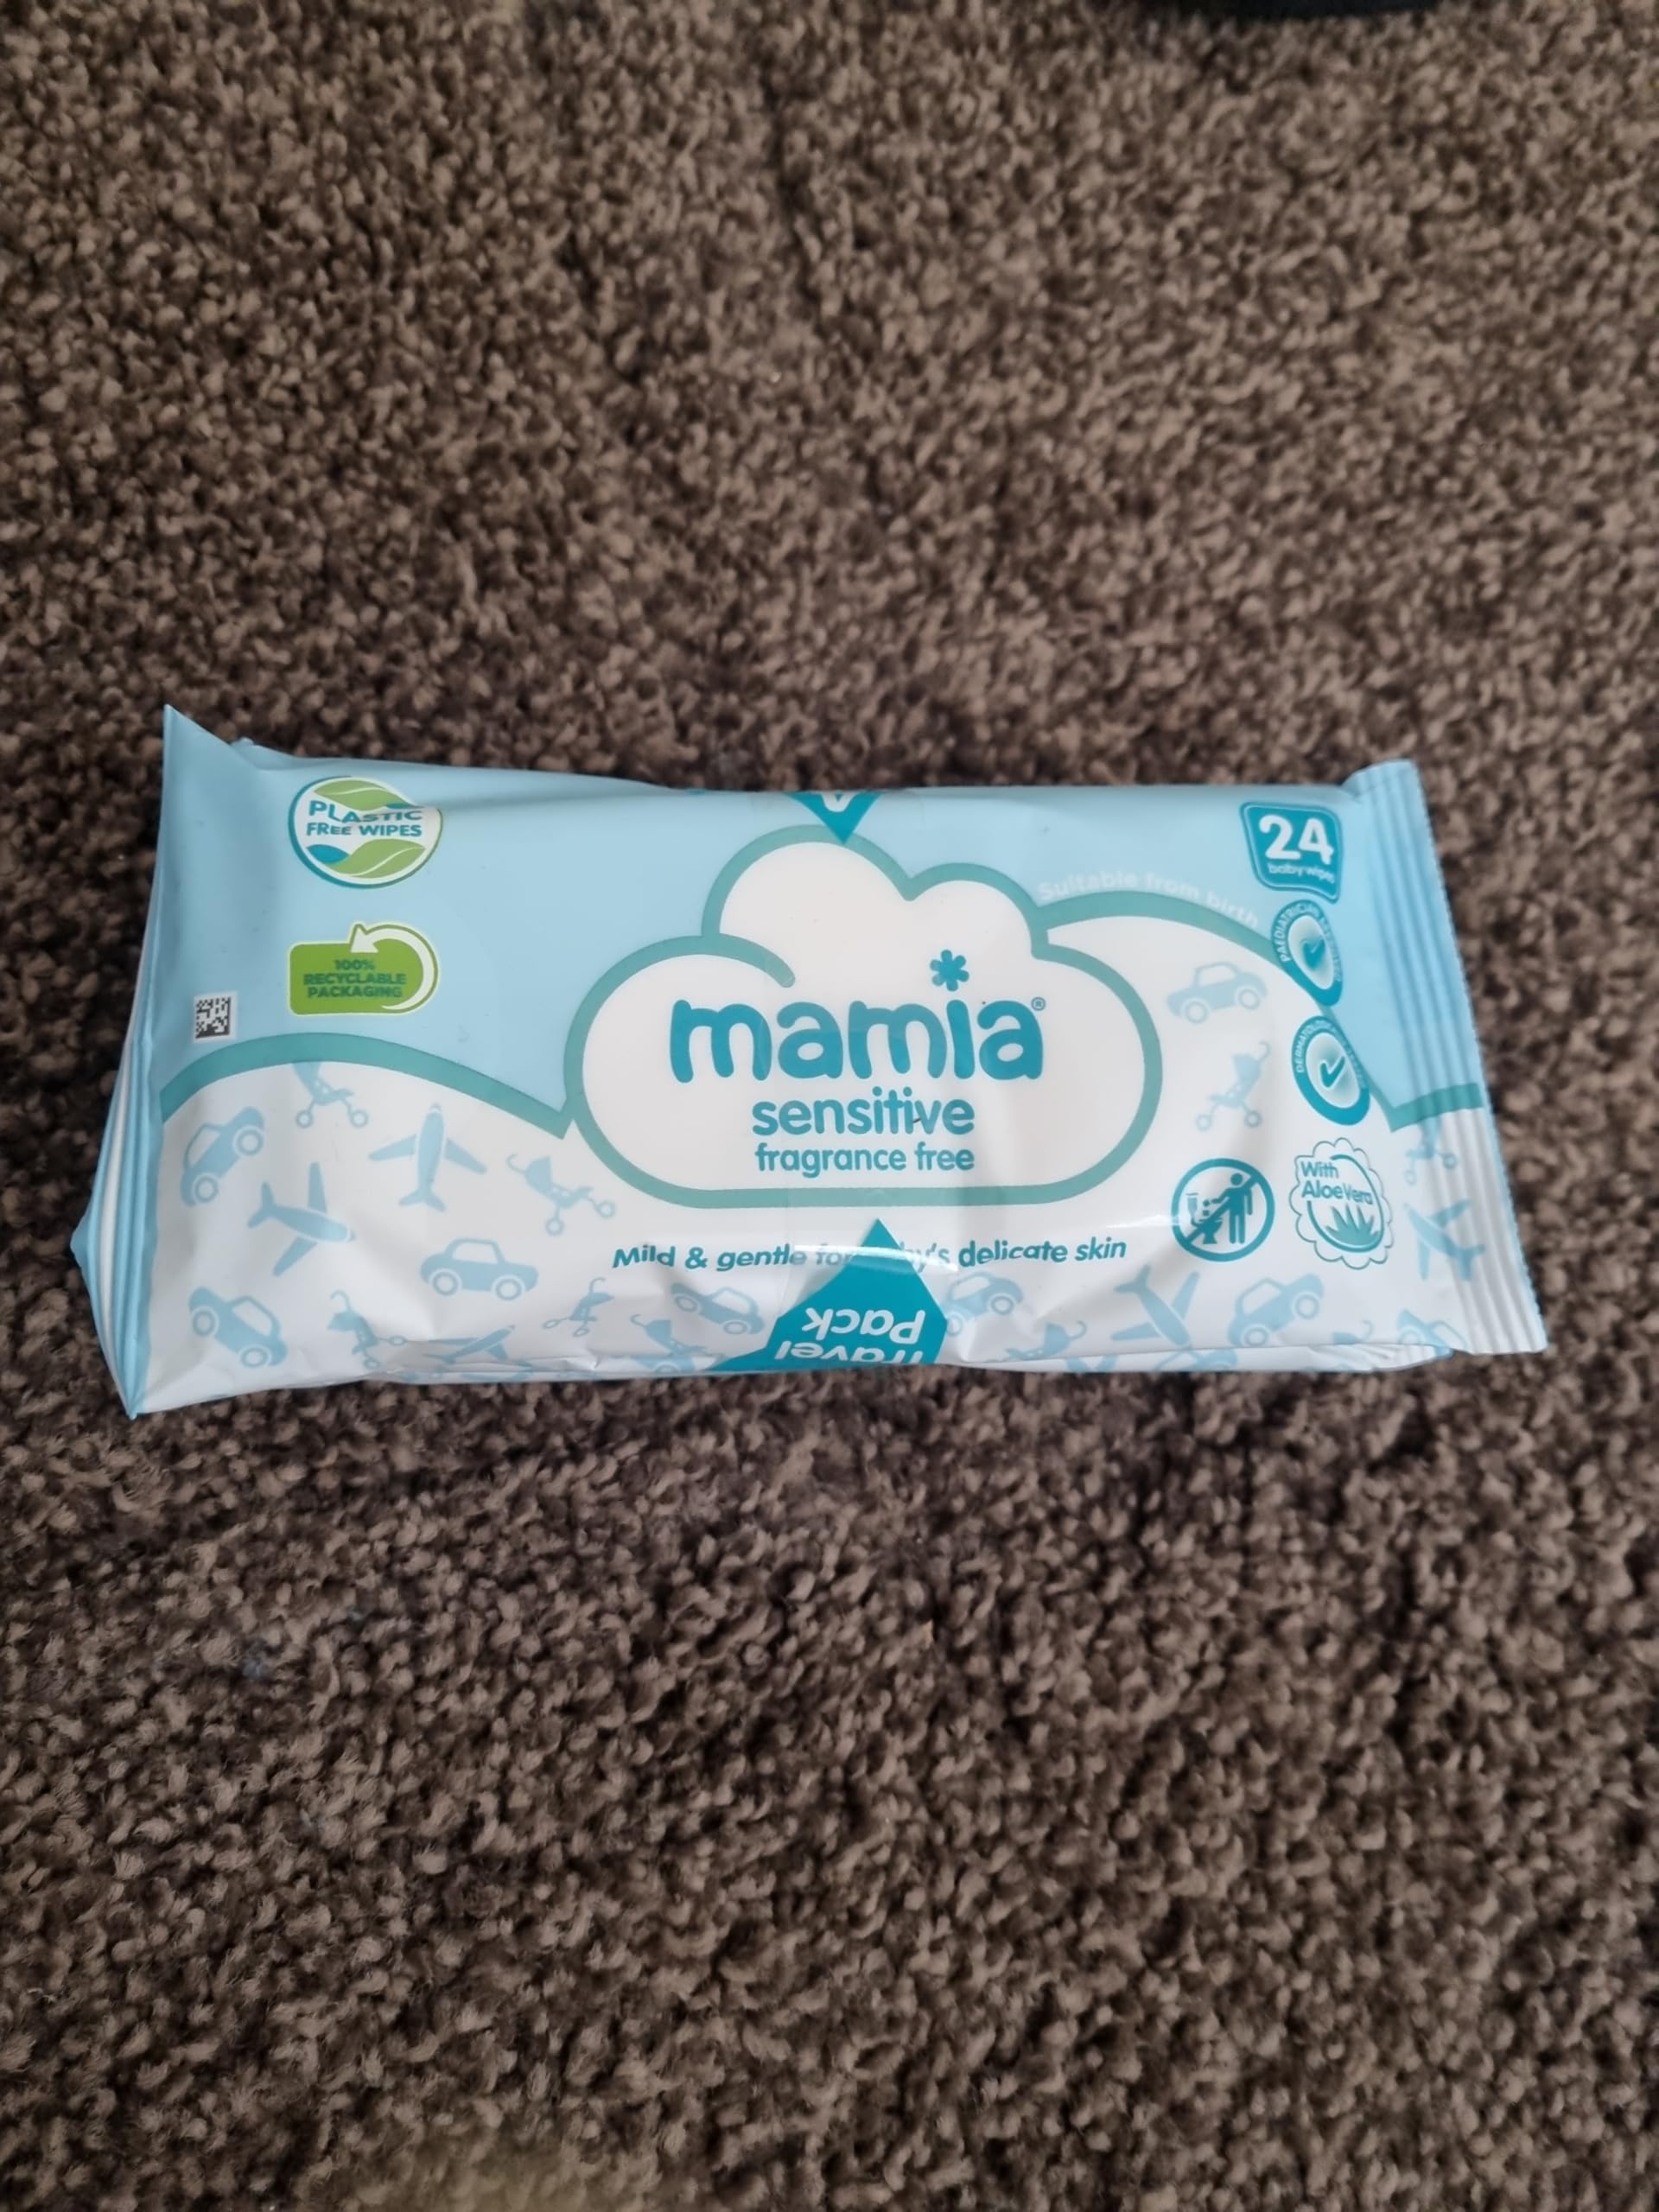 PLASTIC
FREE WIPES
100%
RECYCLABLE
PACKAGING
24
baby wipes
Suitable from birth
mamia®
sensitive
fragrance free
With
Aloe Vera
Mild & gentle for delicate skin
Travel
Pack